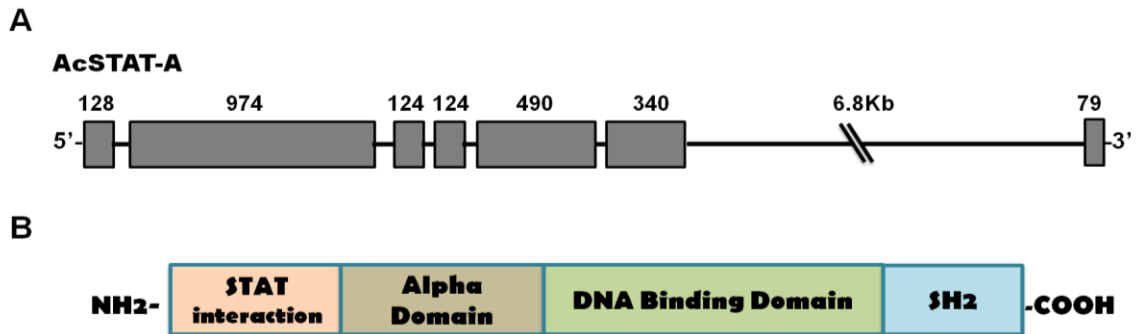 A
AcSTAT-A
128 974 124 124 490 340 6.8Kb 79
5'- -3'
B
NH2- STAT interaction Alpha Domain DNA Binding Domain SH2 -COOH